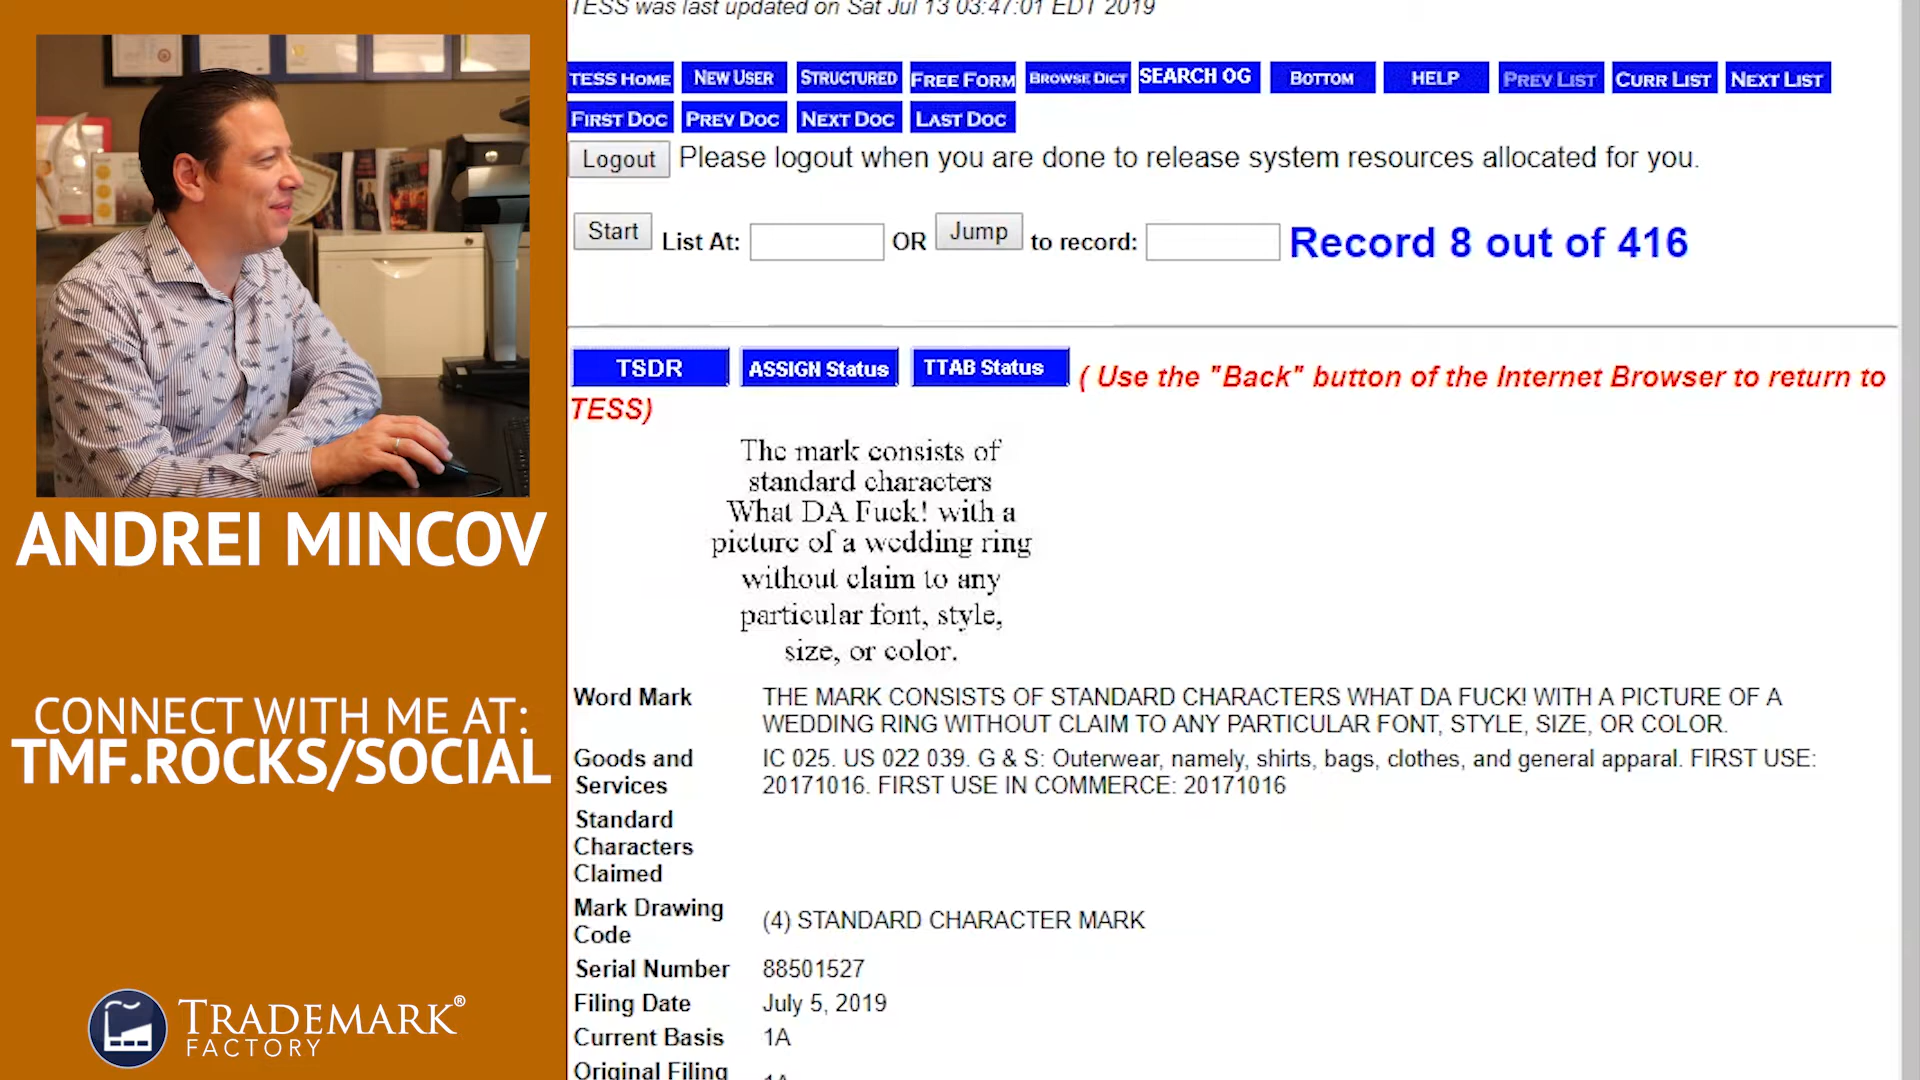 TESS was last updated on Sat Jul 13 03:47:01 EDT 2019
TESS HOME NEW USER STRUCTURED FREE FORM BROWSE DICT SEARCH OG BOTTOM HELP PREV LIST CURR LIST NEXT LIST
FIRST DOC PREV DOC NEXT DOC LAST DOC
Logout Please logout when you are done to release system resources allocated for you.
Start List At: OR Jump to record: Record 8 out of 416
TSDR ASSIGN Status TTAB Status ( Use the "Back" button of the Internet Browser to return to
TESS)
The mark consists of
standard characters
What DA Fuck! with a
picture of a wedding ring
without claim to any
particular font, style,
size, or color.
Word Mark THE MARK CONSISTS OF STANDARD CHARACTERS WHAT DA FUCK! WITH A PICTURE OF A
WEDDING RING WITHOUT CLAIM TO ANY PARTICULAR FONT, STYLE, SIZE, OR COLOR.
Goods and IC 025. US 022 039. G & S: Outerwear, namely, shirts, bags, clothes, and general apparal. FIRST USE:
Services 20171016. FIRST USE IN COMMERCE: 20171016
Standard
Characters
Claimed
Mark Drawing
Code (4) STANDARD CHARACTER MARK
Serial Number 88501527
Filing Date July 5, 2019
Current Basis 1A
Original Filing 1A
ANDREI MINCOV
CONNECT WITH ME AT:
TMF.ROCKS/SOCIAL
TRADEMARK®
FACTORY